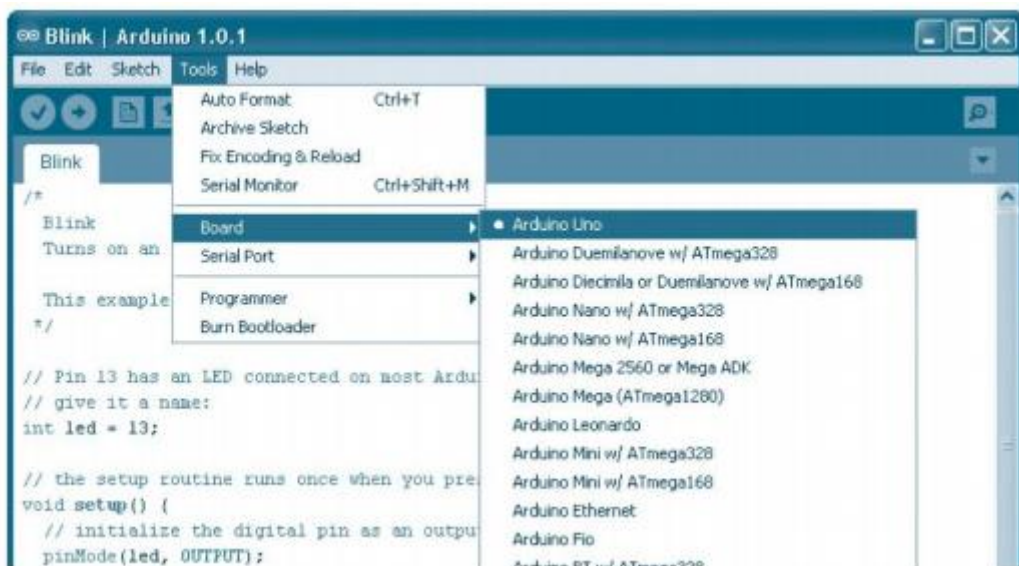 Blink | Arduino 1.0.1
File Edit Sketch Tools Help
Auto Format Ctrl+T
Archive Sketch
Fix Encoding & Reload
Serial Monitor Ctrl+Shift+M
Board
Serial Port
Programmer
Burn Bootloader
Arduino Uno
Arduino Duemilanove w/ ATmega328
Arduino Diecimila or Duemilanove w/ ATmega168
Arduino Nano w/ ATmega328
Arduino Nano w/ ATmega168
Arduino Mega 2560 or Mega ADK
Arduino Mega (ATmega1280)
Arduino Leonardo
Arduino Mini w/ ATmega328
Arduino Mini w/ ATmega168
Arduino Ethernet
Arduino Fio
Arduino BT w/ ATmega328
Blink
/*
Blink
Turns on an
This example
*/
// Pin 13 has an LED connected on most Ardu
// give it a name:
int led = 13;
// the setup routine runs once when you pre
void setup() {
// initialize the digital pin as an outpu
pinMode(led, OUTPUT);